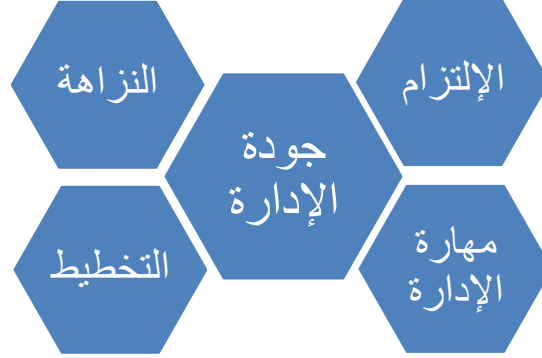 الإلتزام
النزاهة
جودة
الإدارة
مهارة
الإدارة
التخطيط